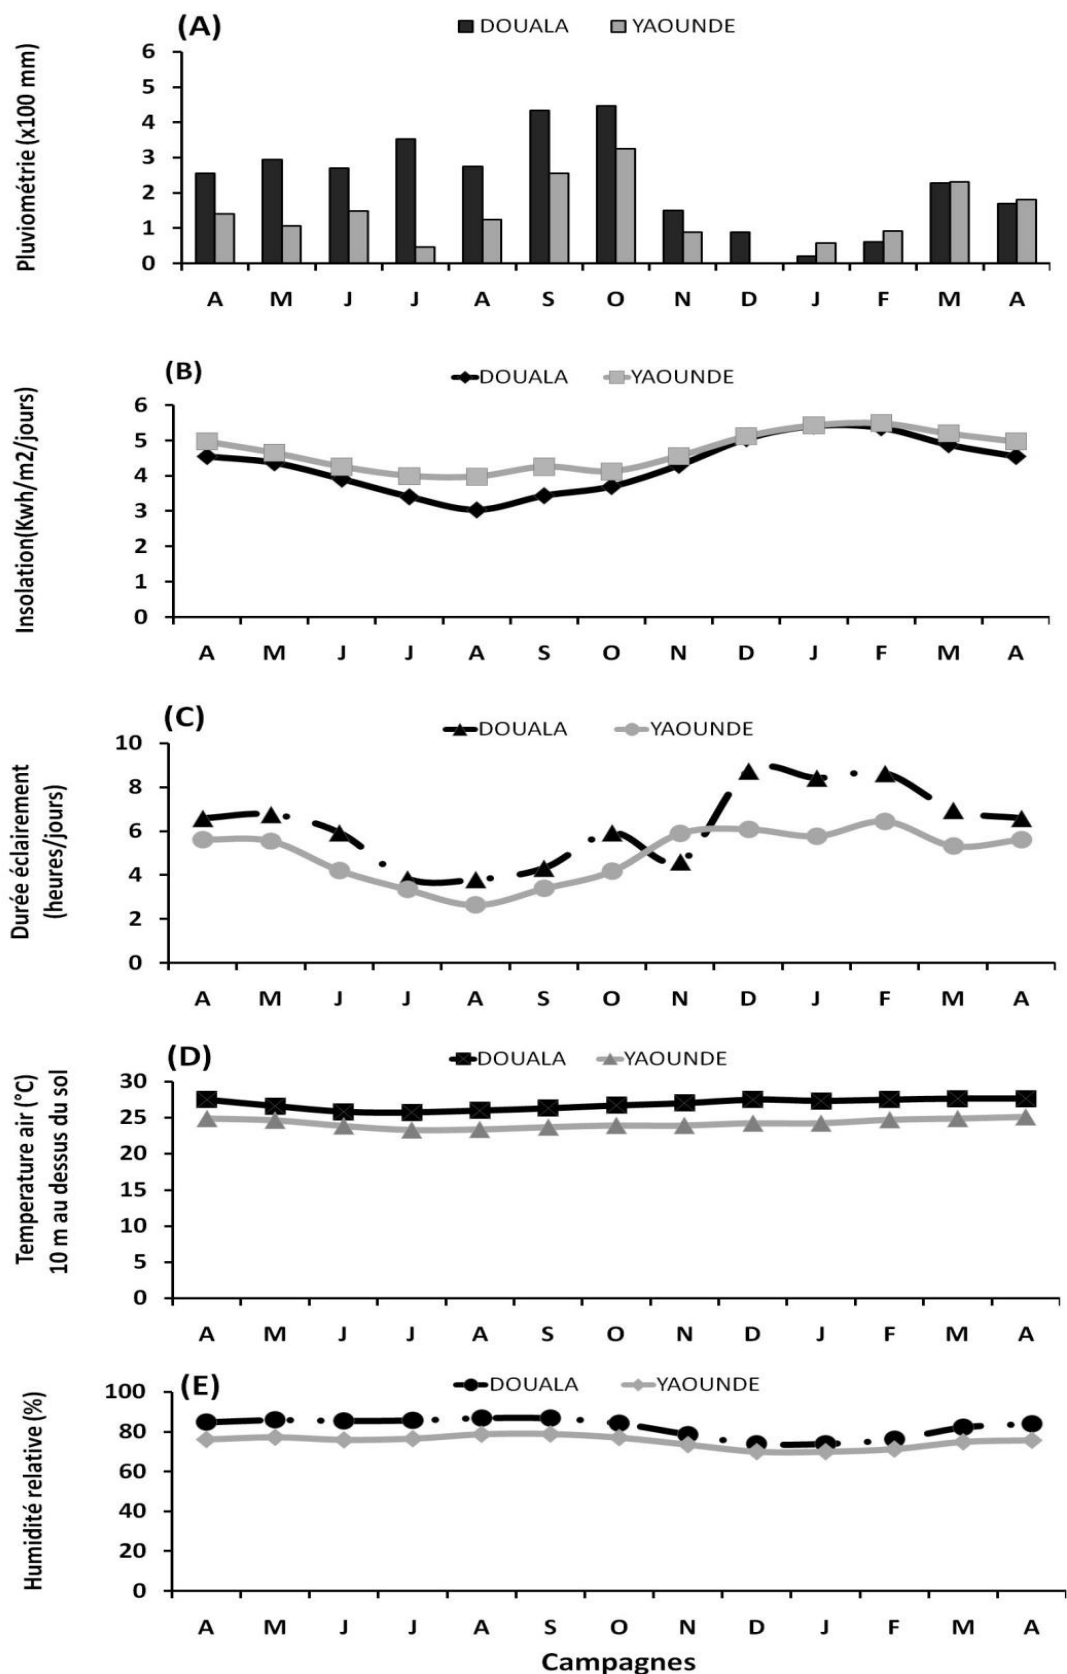 (A)
DOUALA YAOUNDE
Pluviométrie (x100 mm)
6
5
4
3
2
1
0
A M J J A S O N D J F M A
(B)
DOUALA YAOUNDE
Insolation(Kwh/m2/jours)
6
5
4
3
2
1
0
A M J J A S O N D J F M A
(C)
DOUALA YAOUNDE
Durée éclairement
(heures/jours)
10
8
6
4
2
0
A M J J A S O N D J F M A
(D)
DOUALA YAOUNDE
Temperature air (°C)
10 m au dessus du sol
30
25
20
15
10
5
0
A M J J A S O N D J F M A
(E)
DOUALA YAOUNDE
Humidité relative (%)
100
80
60
40
20
0
A M J J A S O N D J F M A
Campagnes